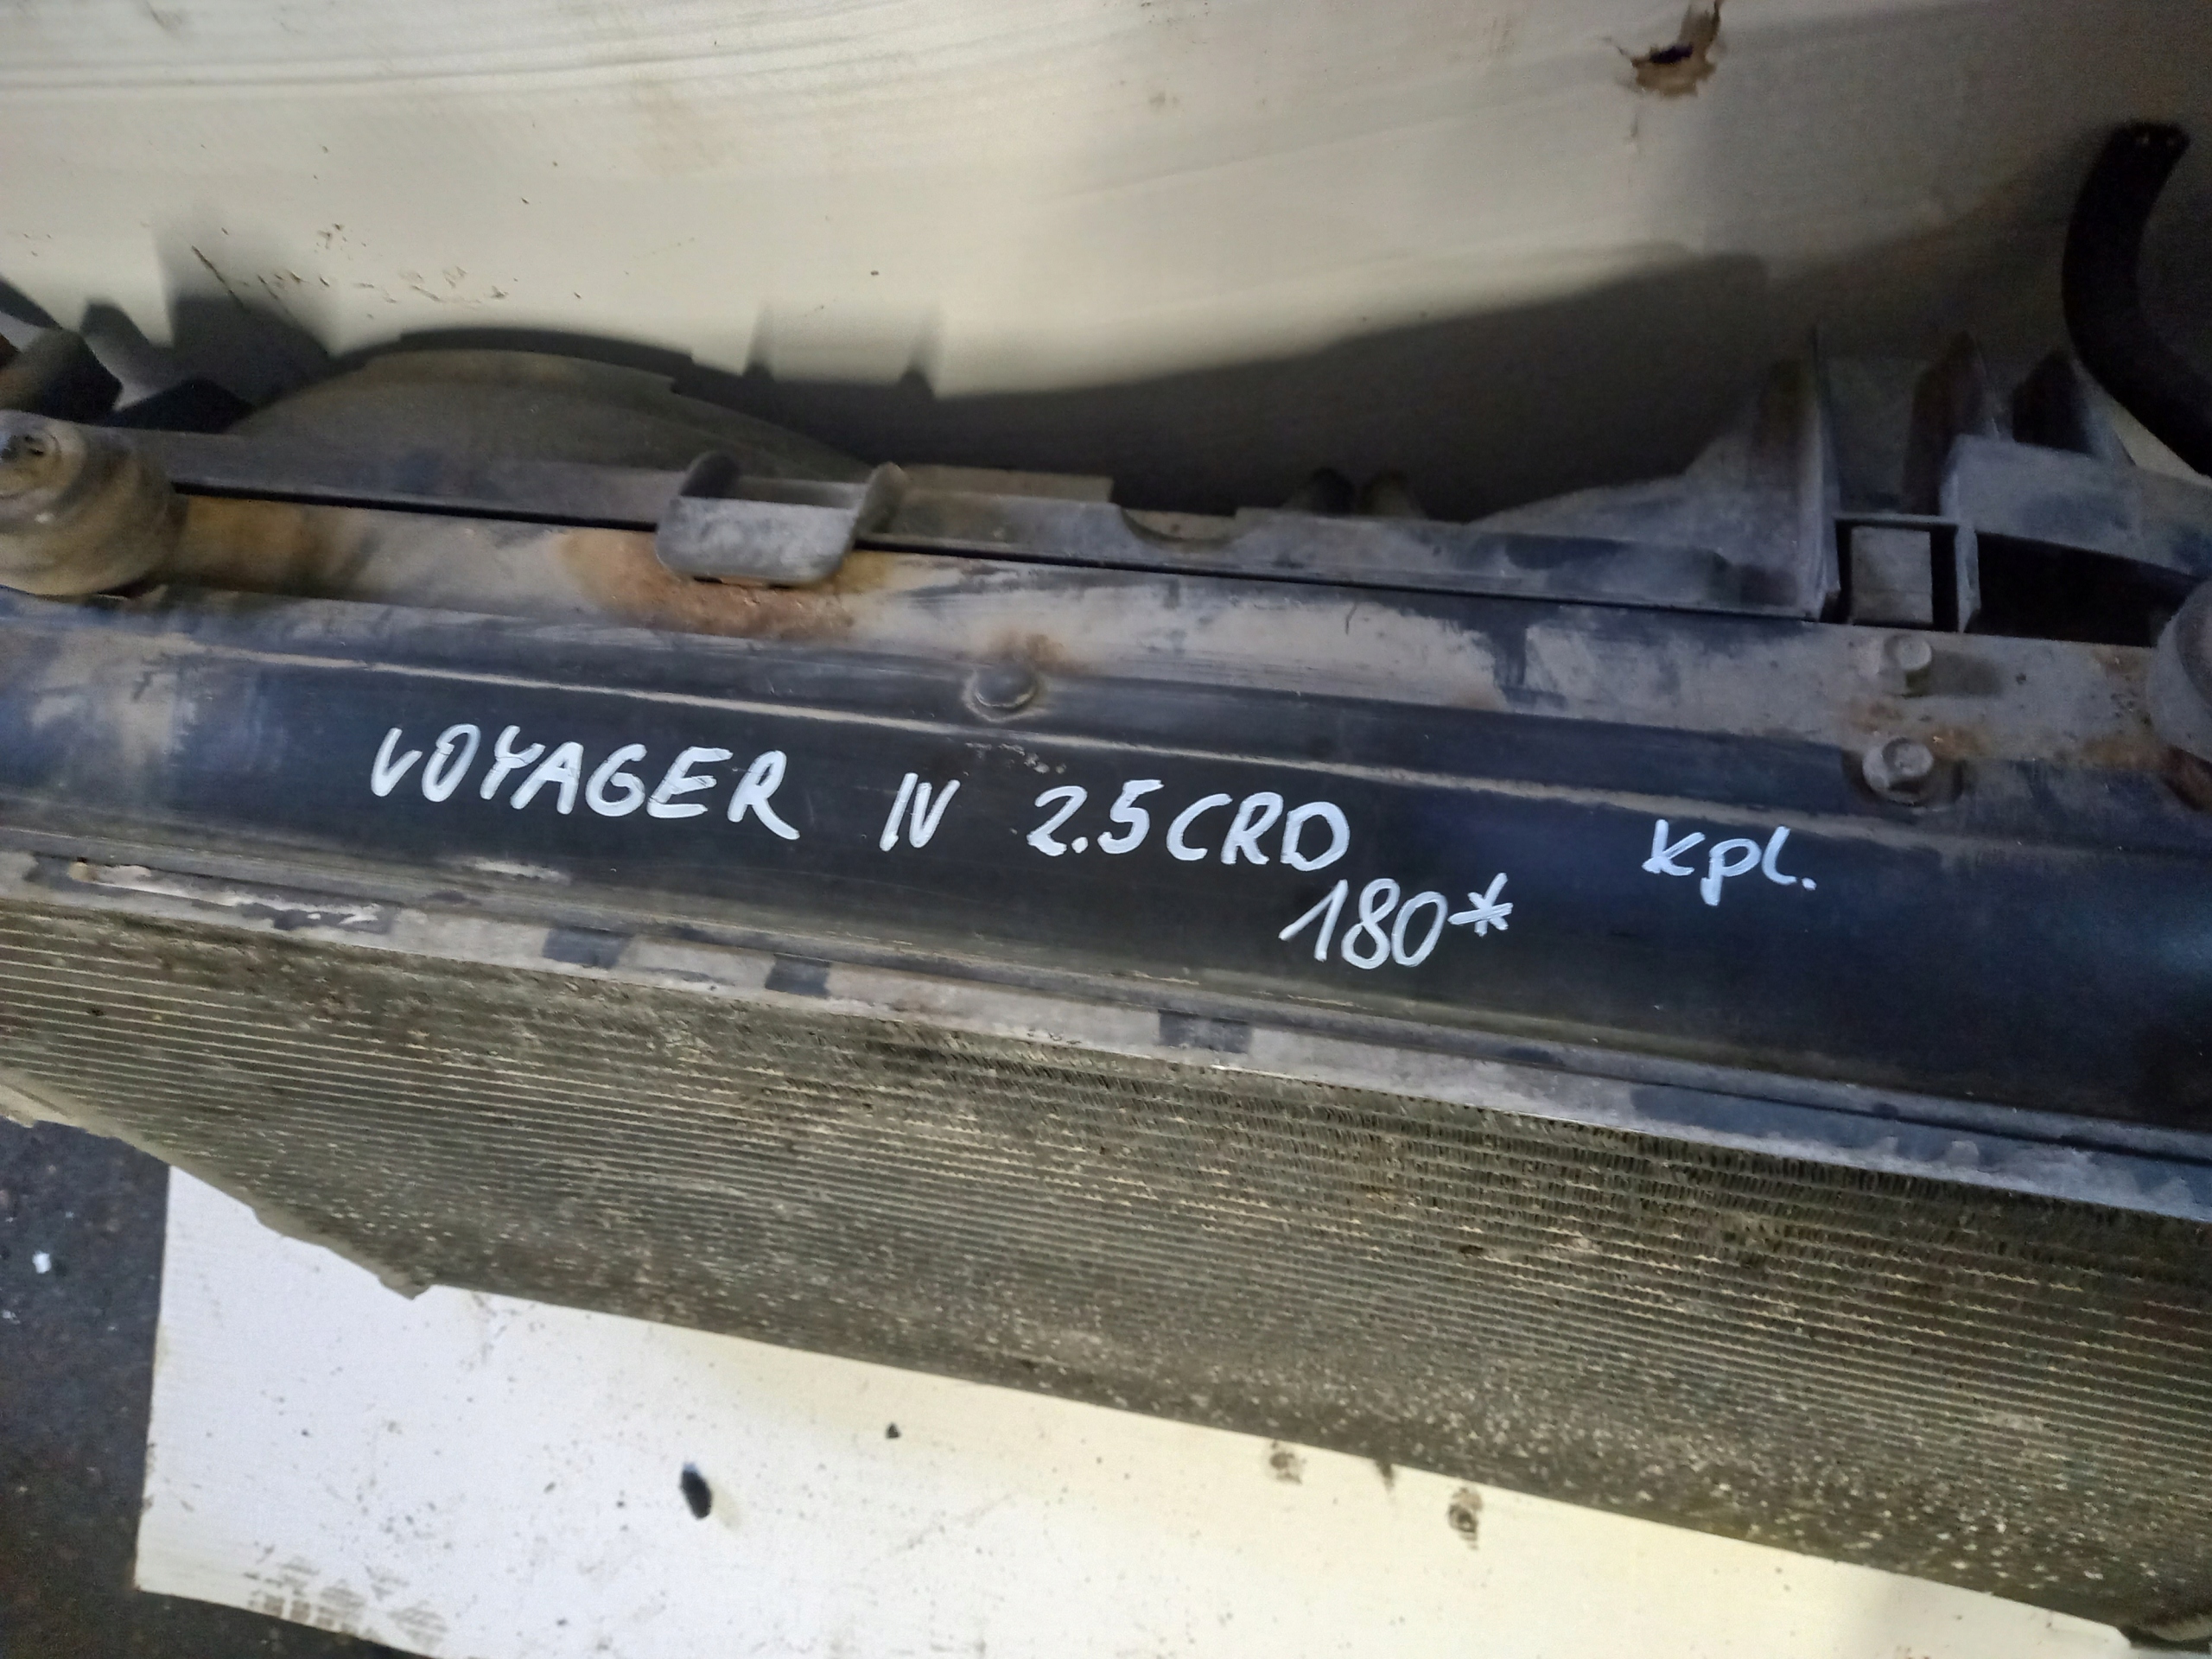 VOYAGER IV 2.5CRD kpl.
180*